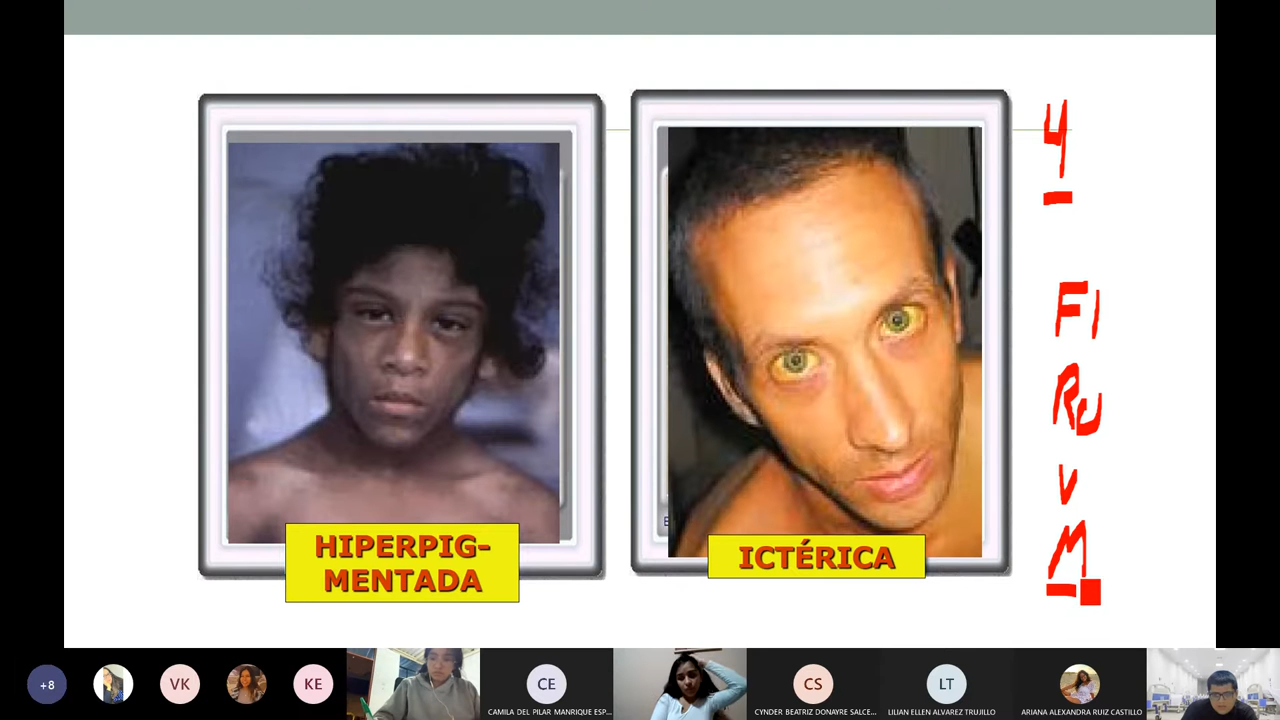 HIPERPIG-
MENTADA
ICTÉRICA
4
FI
RU
V
M
+8
VK
KE
CE
CAMILA DEL PILAR MANRIQUE ESP...
CS
CYNDER BEATRIZ DONAYRE SALCE...
LT
LILIAN ELLEN ALVAREZ TRUJILLO
ARIANA ALEXANDRA RUIZ CASTILLO